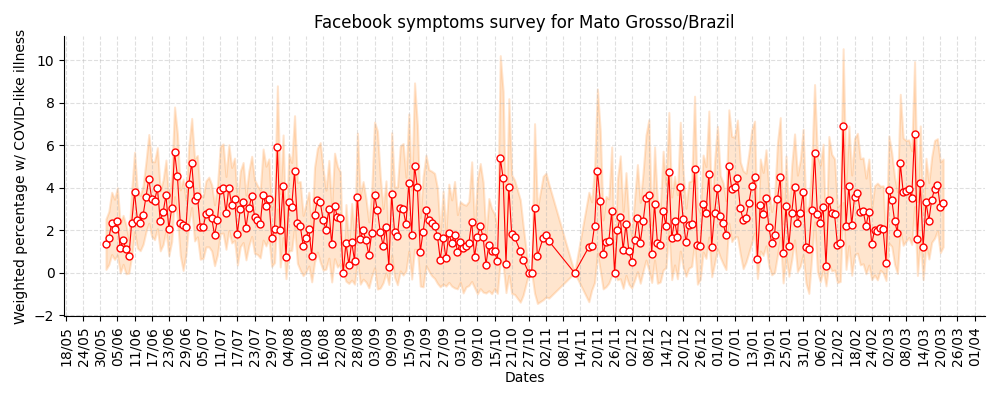 Facebook symptoms survey for Mato Grosso/Brazil
Weighted percentage w/ COVID-like illness
10
8
6
4
2
0
−2
18/05 24/05 30/05 05/06 11/06 17/06 23/06 29/06 05/07 11/07 17/07 23/07 29/07 04/08 10/08 16/08 22/08 28/08 03/09 09/09 15/09 21/09 27/09 03/10 09/10 15/10 21/10 27/10 02/11 08/11 14/11 20/11 26/11 02/12 08/12 14/12 20/12 26/12 01/01 07/01 13/01 19/01 25/01 31/01 06/02 12/02 18/02 24/02 02/03 08/03 14/03 20/03 26/03 01/04
Dates